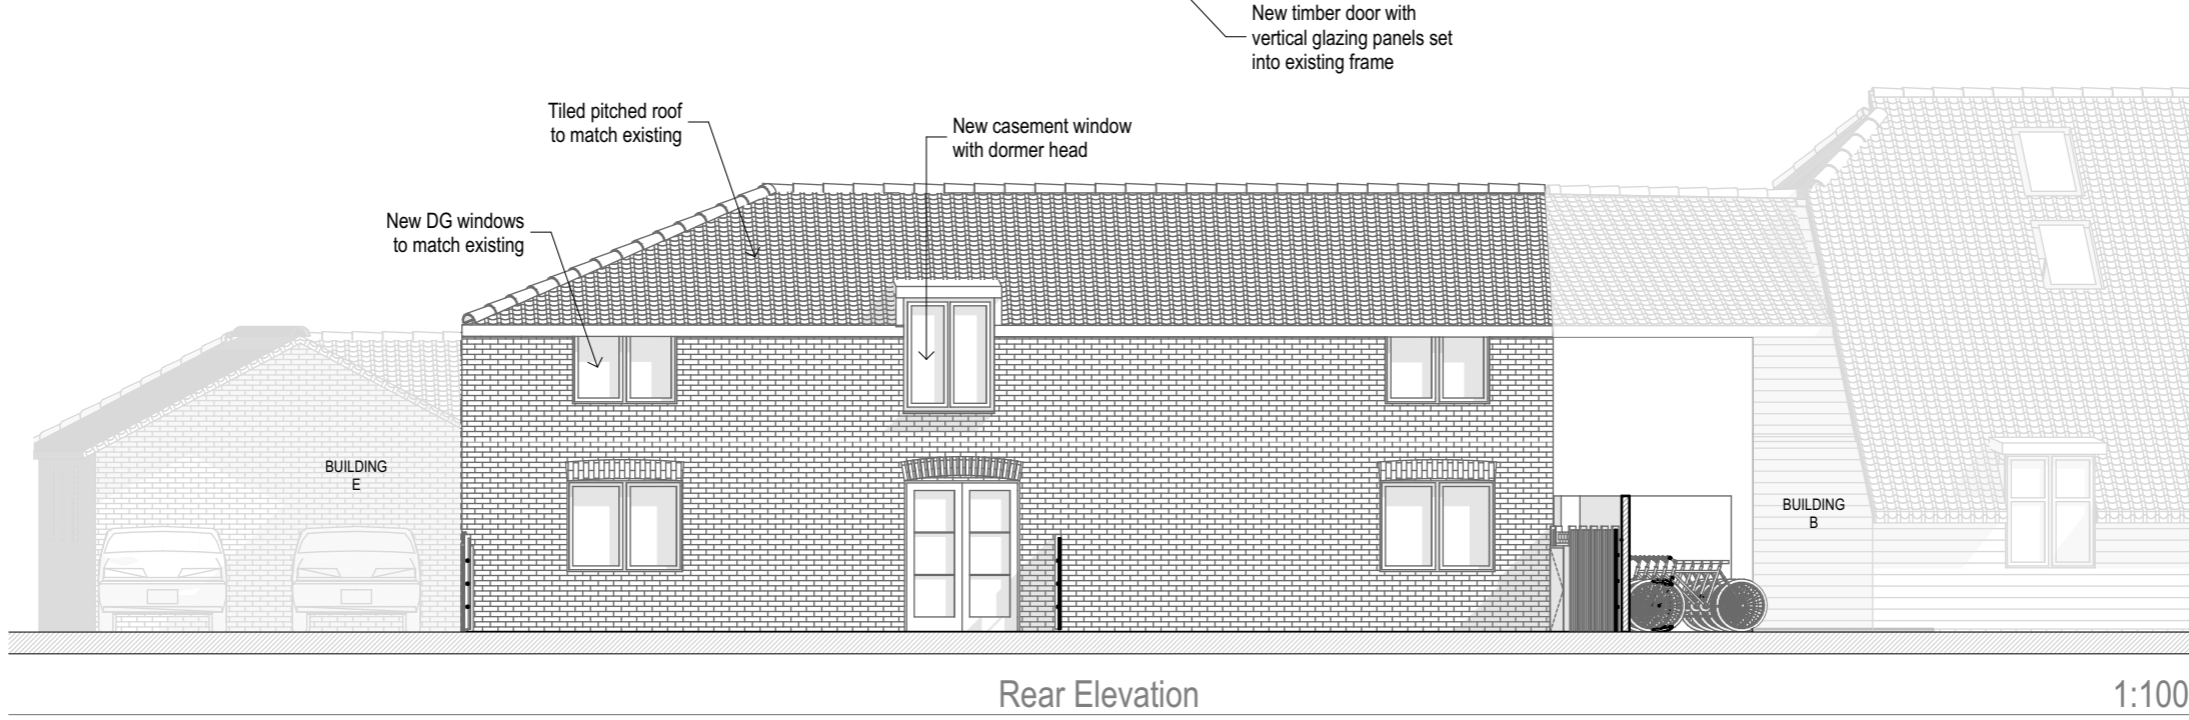 New timber door with
vertical glazing panels set
into existing frame
Tiled pitched roof
to match existing
New casement window
with dormer head
New DG windows
to match existing
BUILDING
E
BUILDING
B
Rear Elevation
1:100